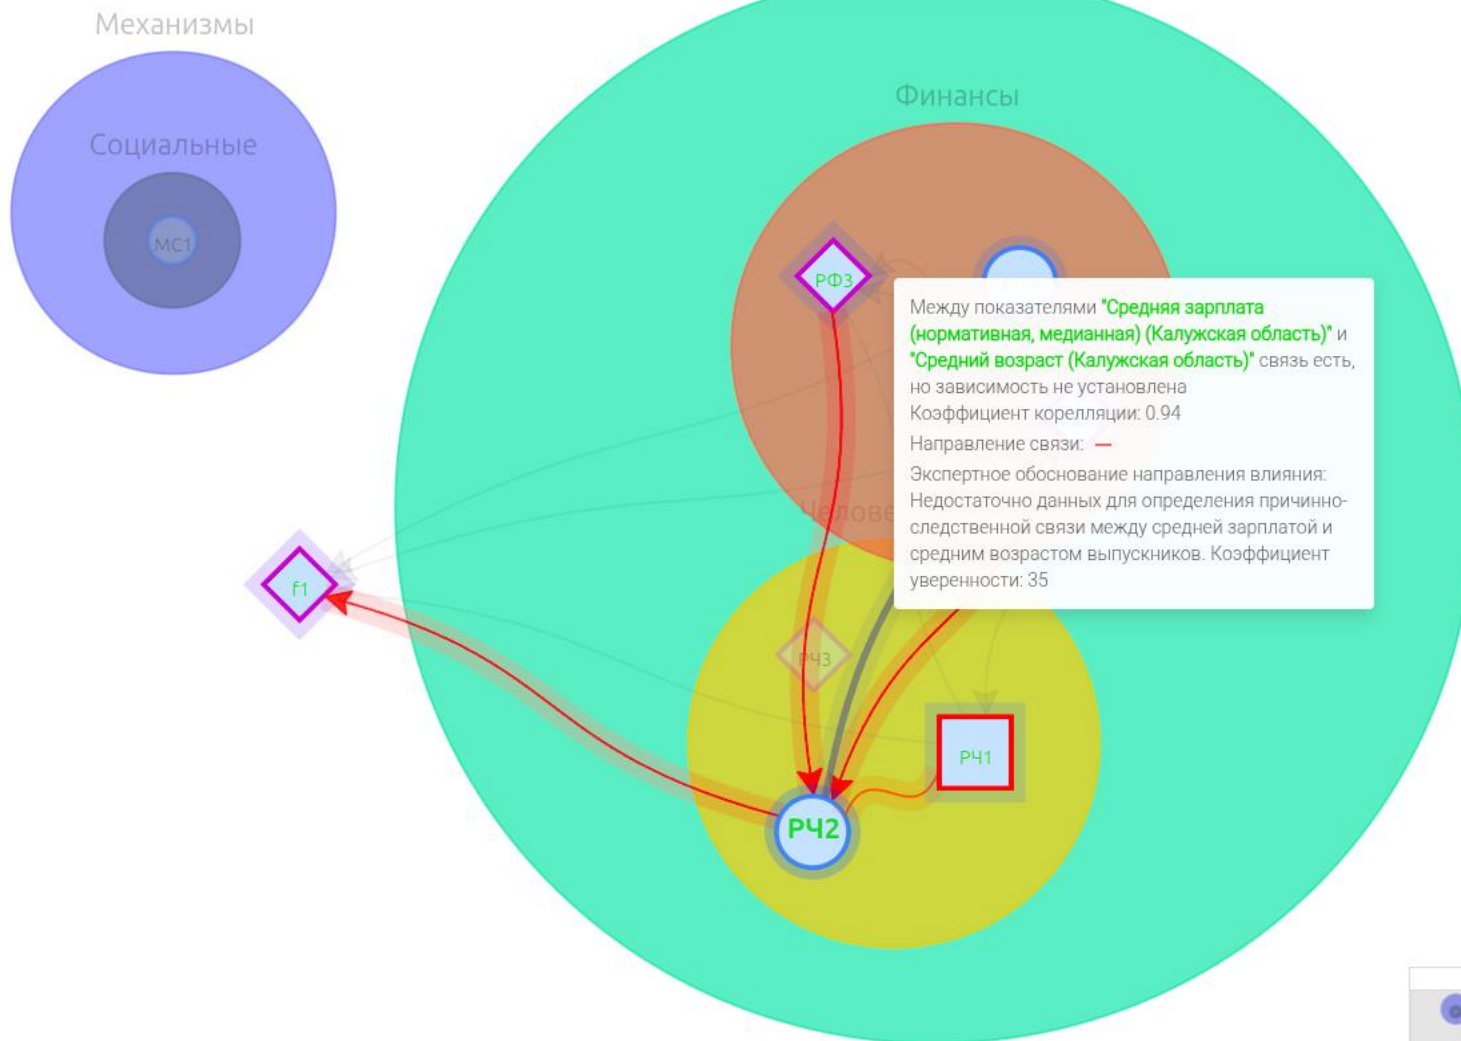 Механизмы
Социальные
МС1
Финансы
РФ3
Между показателями "Средняя зарплата
(нормативная, медианная) (Калужская область)" и
"Средний возраст (Калужская область)" связь есть,
но зависимость не установлена
Коэффициент корелляции: 0.94
Направление связи: —
Экспертное обоснование направления влияния:
Недостаточно данных для определения причинно-
следственной связи между средней зарплатой и
средним возрастом выпускников. Коэффициент
уверенности: 35
f1
РЧ3
РЧ1
РЧ2